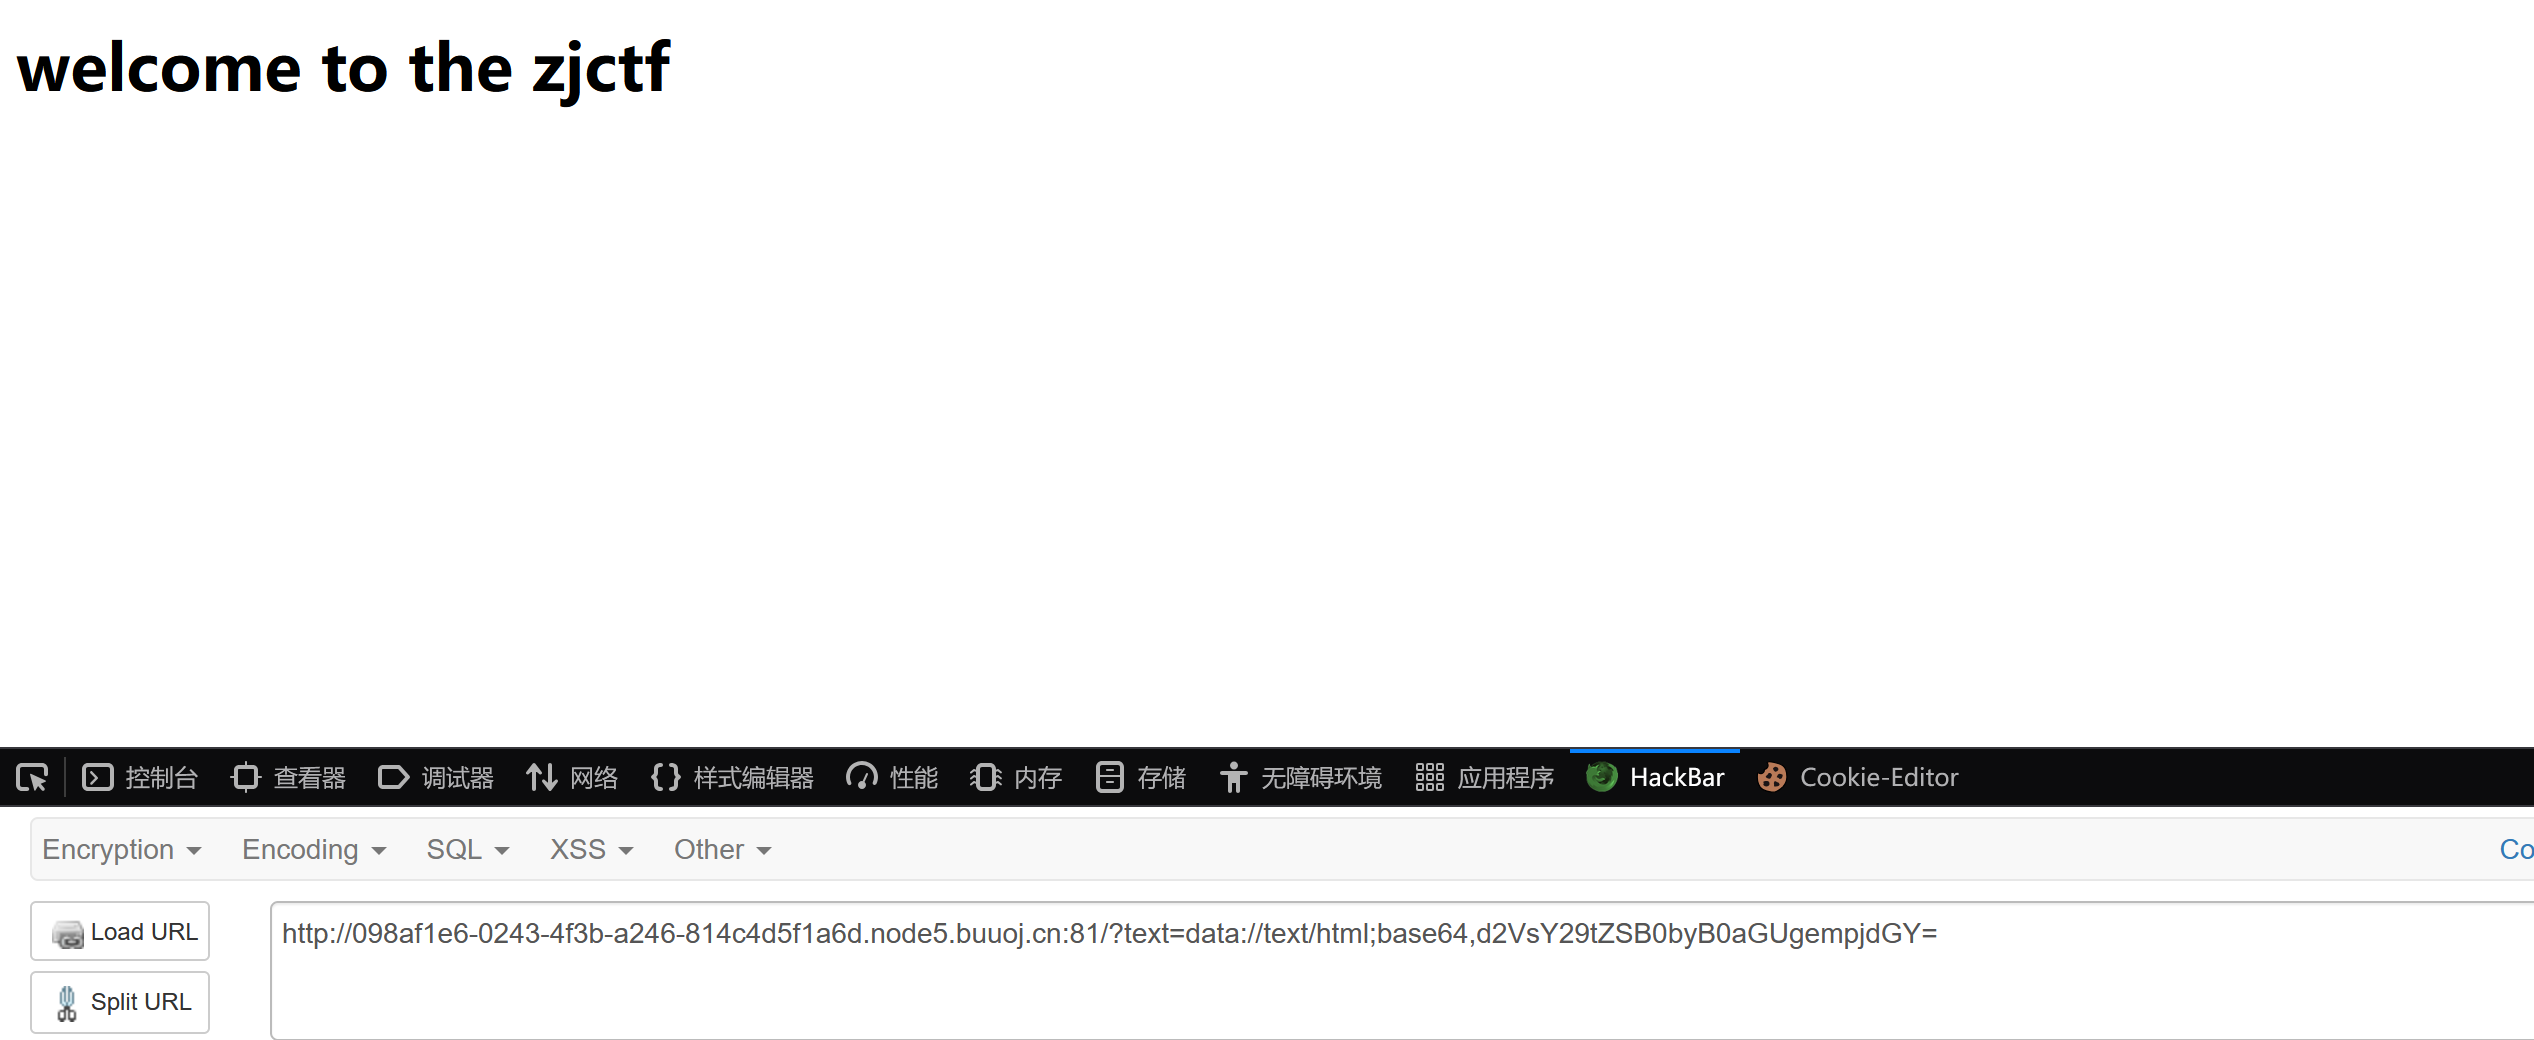 welcome to the zjctf
控制台 查看器 调试器 网络 样式编辑器 性能 内存 存储 无障碍环境 应用程序 HackBar Cookie-Editor
Encryption Encoding SQL XSS Other Co
Load URL http://098af1e6-0243-4f3b-a246-814c4d5f1a6d.node5.buuoj.cn:81/?text=data://text/html;base64,d2VsY29tZSB0byB0aGUgempjdGY=
Split URL